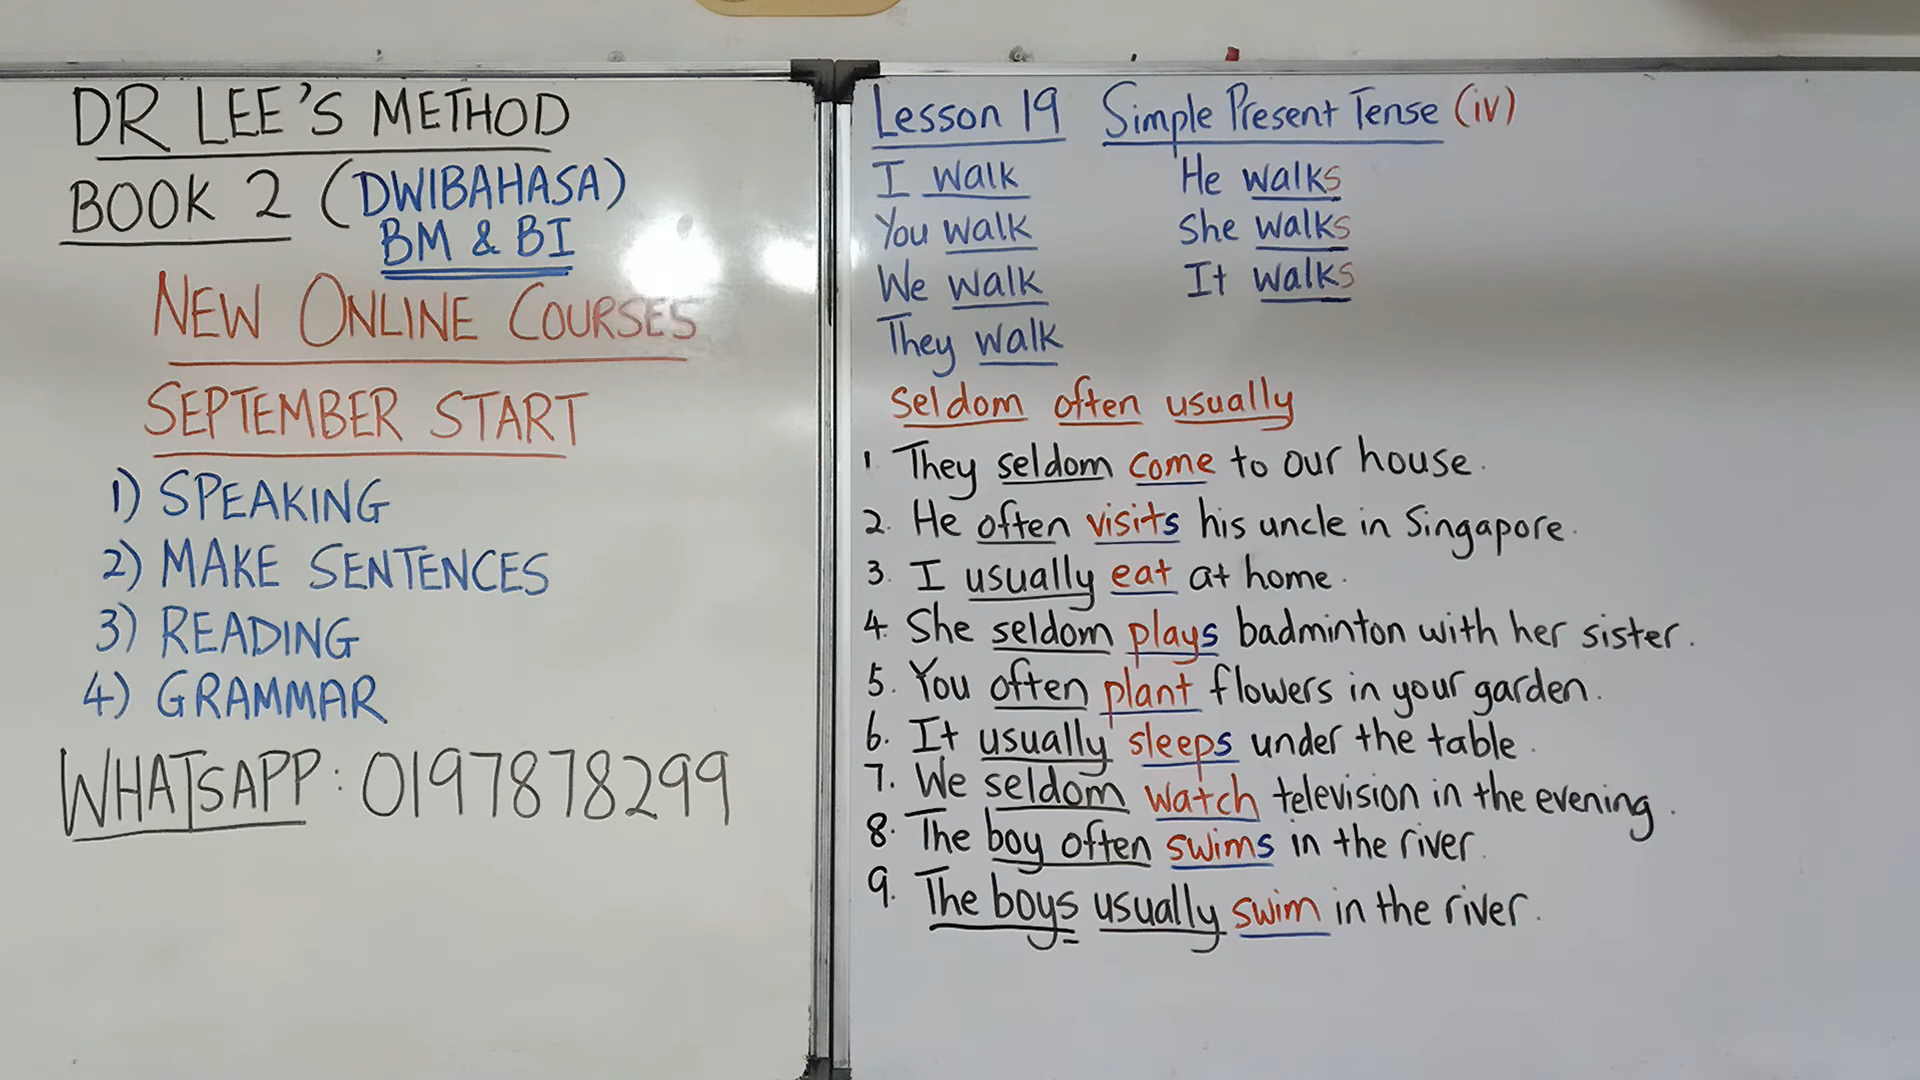 DR LEE'S METHOD
BOOK 2 (DWIBAHASA)
BM & BI
NEW ONLINE COURSES
SEPTEMBER START
1) SPEAKING
2) MAKE SENTENCES
3) READING
4) GRAMMAR
WHATSAPP: 0197878299
Lesson 19 Simple Present Tense (iv)
I walk He walks
You walk She walks
We walk It walks
They walk
seldom often usually
1. They seldom come to our house.
2. He often visits his uncle in Singapore.
3. I usually eat at home.
4. She seldom plays badminton with her sister.
5. You often plant flowers in your garden.
6. It usually sleeps under the table.
7. We seldom watch television in the evening.
8. The boy often swims in the river.
9. The boys usually swim in the river.